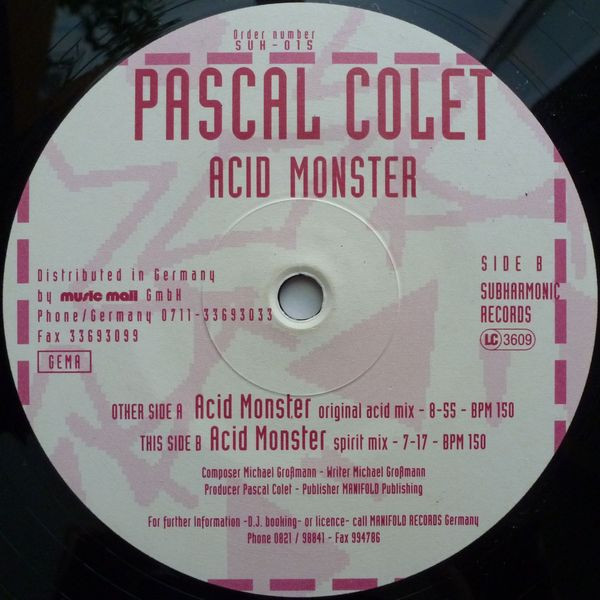 Order number
SUH-015
PASCAL COLET
ACID MONSTER
Distributed in Germany
by music mail GmbH
Phone/Germany 0711-33693033
Fax 33693099
GEMA
SIDE B
SUBHARMONIC
RECORDS
LC 3609
OTHER SIDE A Acid Monster original acid mix - 8-55 - BPM 150
THIS SIDE B Acid Monster spirit mix - 7-17 - BPM 150
Composer Michael Großmann - Writer Michael Großmann
Producer Pascal Colet - Publisher MANIFOLD Publishing
For further Information -D.J. booking- or licence- call MANIFOLD RECORDS Germany
Phone 0821 / 98841 - Fax 994786